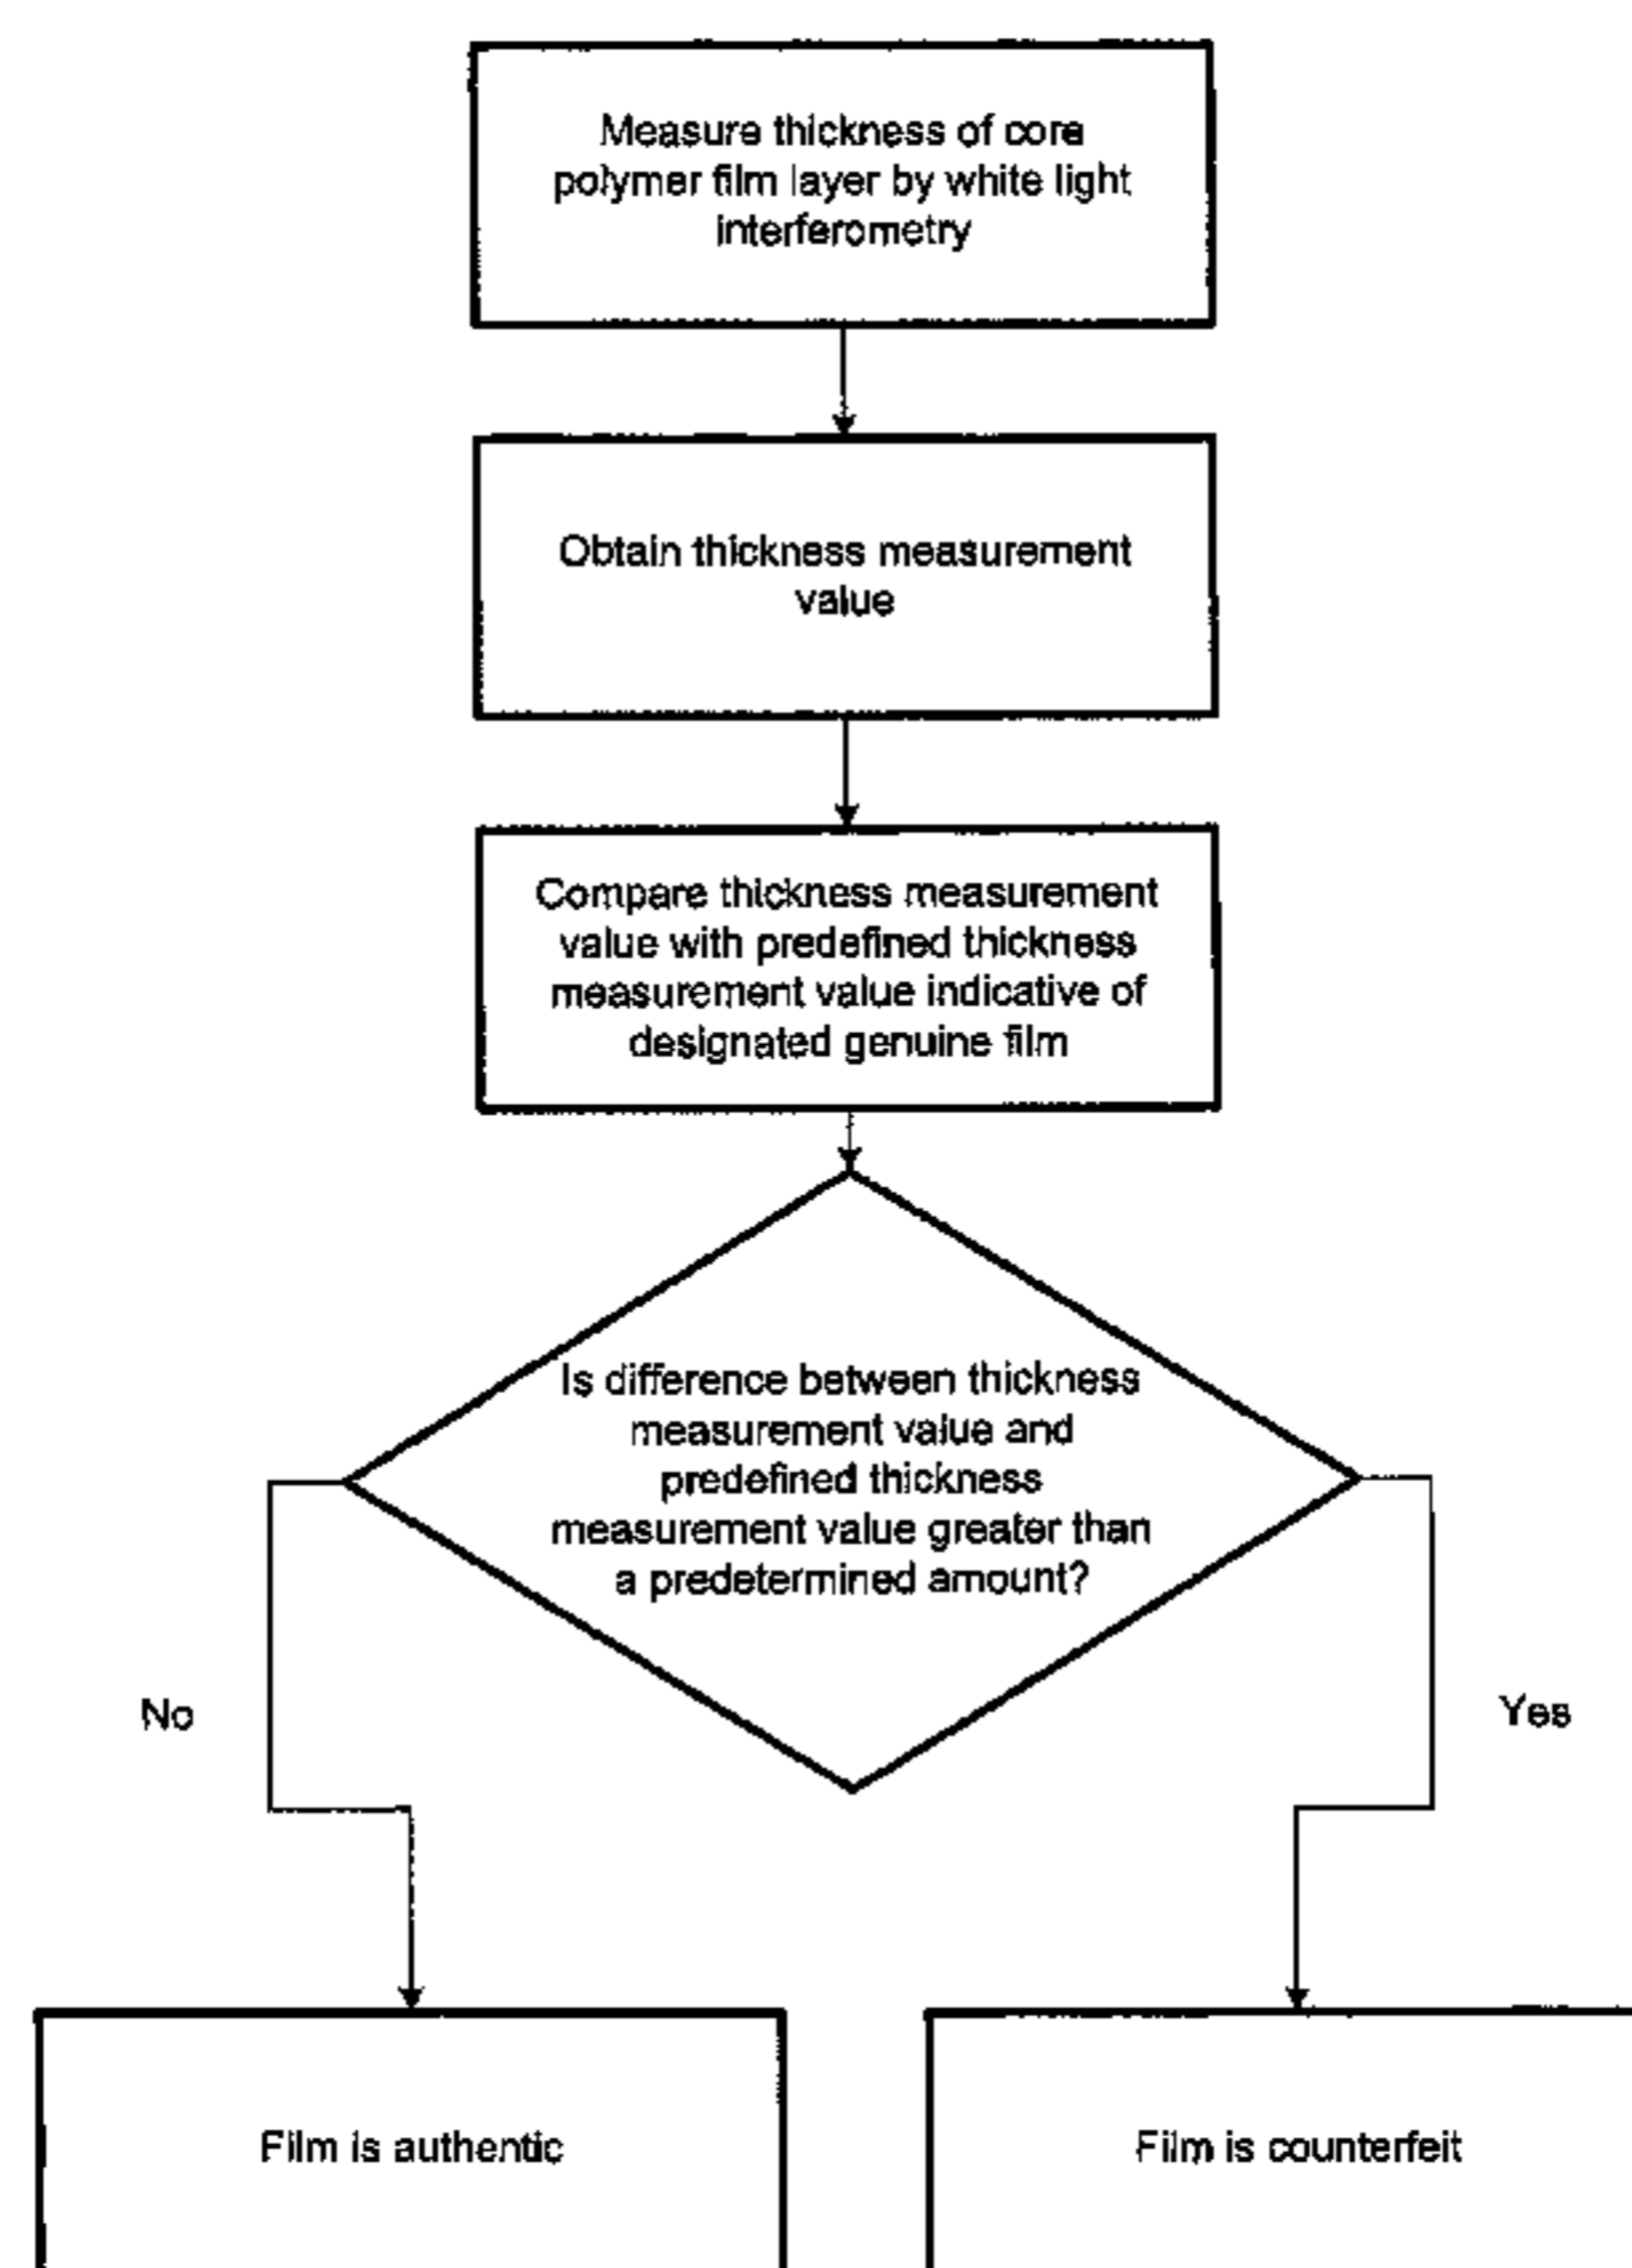 Measure thickness of core
polymer film layer by white light
interferometry
Obtain thickness measurement
value
Compare thickness measurement
value with predefined thickness
measurement value indicative of
designated genuine film
Is difference between thickness
measurement value and
predefined thickness
measurement value greater than
a predetermined amount?
No
Yes
Film is authentic
Film is counterfeit